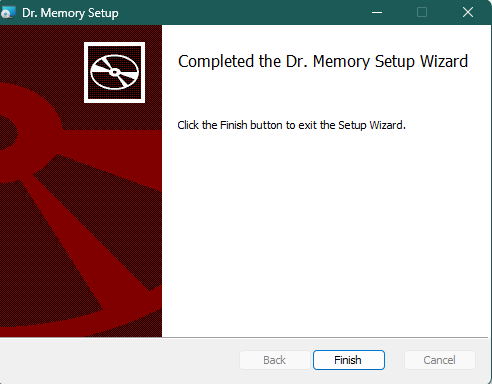 Dr. Memory Setup
Completed the Dr. Memory Setup Wizard
Click the Finish button to exit the Setup Wizard.
Back
Finish
Cancel